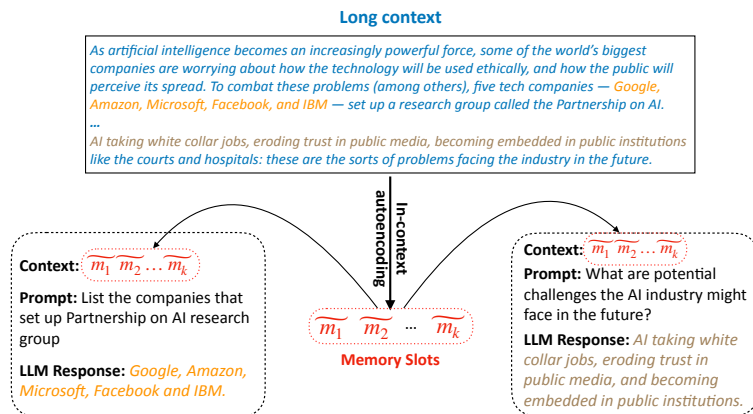 Long context
As artificial intelligence becomes an increasingly powerful force, some of the world's biggest
companies are worrying about how the technology will be used ethically, and how the public will
perceive its spread. To combat these problems (among others), five tech companies — Google,
Amazon, Microsoft, Facebook, and IBM — set up a research group called the Partnership on AI.
...
AI taking white collar jobs, eroding trust in public media, becoming embedded in public institutions
like the courts and hospitals: these are the sorts of problems facing the industry in the future.
In-context
autoencoding
Context: m̃₁ m̃₂ ... m̃ₖ
Prompt: List the companies that
set up Partnership on AI research
group
LLM Response: Google, Amazon,
Microsoft, Facebook and IBM.
m̃₁ m̃₂ ... m̃ₖ
Memory Slots
Context: m̃₁ m̃₂ ... m̃ₖ
Prompt: What are potential
challenges the AI industry might
face in the future?
LLM Response: AI taking white
collar jobs, eroding trust in
public media, and becoming
embedded in public institutions.